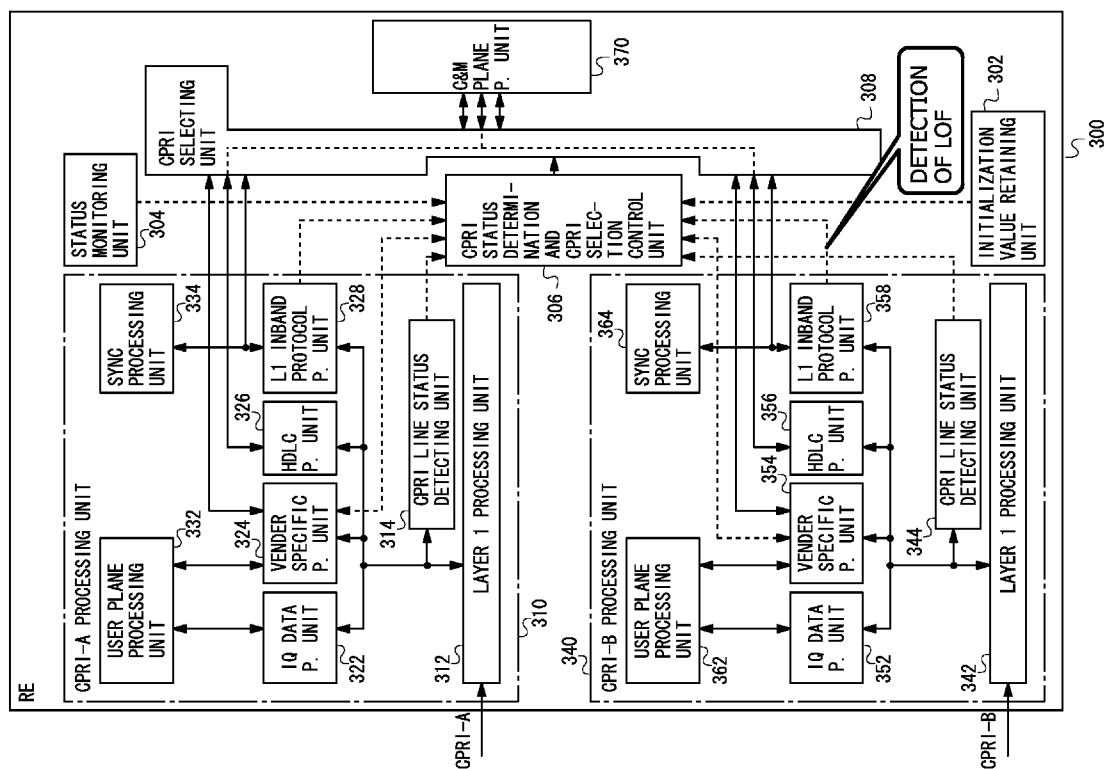 RE
300
CPRI-A PROCESSING UNIT
310
USER PLANE
PROCESSING
UNIT
332
SYNC PROCESSING
UNIT
334
IQ DATA
P. UNIT
322
VENDER
SPECIFIC
P. UNIT
324
HDLC
P. UNIT
326
L1 INBAND
PROTOCOL
P. UNIT
328
CPRI LINE STATUS
DETECTING UNIT
314
LAYER 1 PROCESSING UNIT
312
CPRI-A
STATUS
MONITORING
UNIT
304
CPRI
SELECTING
UNIT
308
C&M
PLANE
P. UNIT
370
CPRI
STATUS
DETERMI-
NATION
AND
CPRI
SELEC-
TION
CONTROL
UNIT
306
DETECTION
OF LOF
INITIALIZATION
VALUE RETAINING
UNIT
302
CPRI-B PROCESSING UNIT
340
USER PLANE
PROCESSING
UNIT
362
SYNC PROCESSING
UNIT
364
IQ DATA
P. UNIT
352
VENDER
SPECIFIC
P. UNIT
354
HDLC
P. UNIT
356
L1 INBAND
PROTOCOL
P. UNIT
358
CPRI LINE STATUS
DETECTING UNIT
344
LAYER 1 PROCESSING UNIT
342
CPRI-B